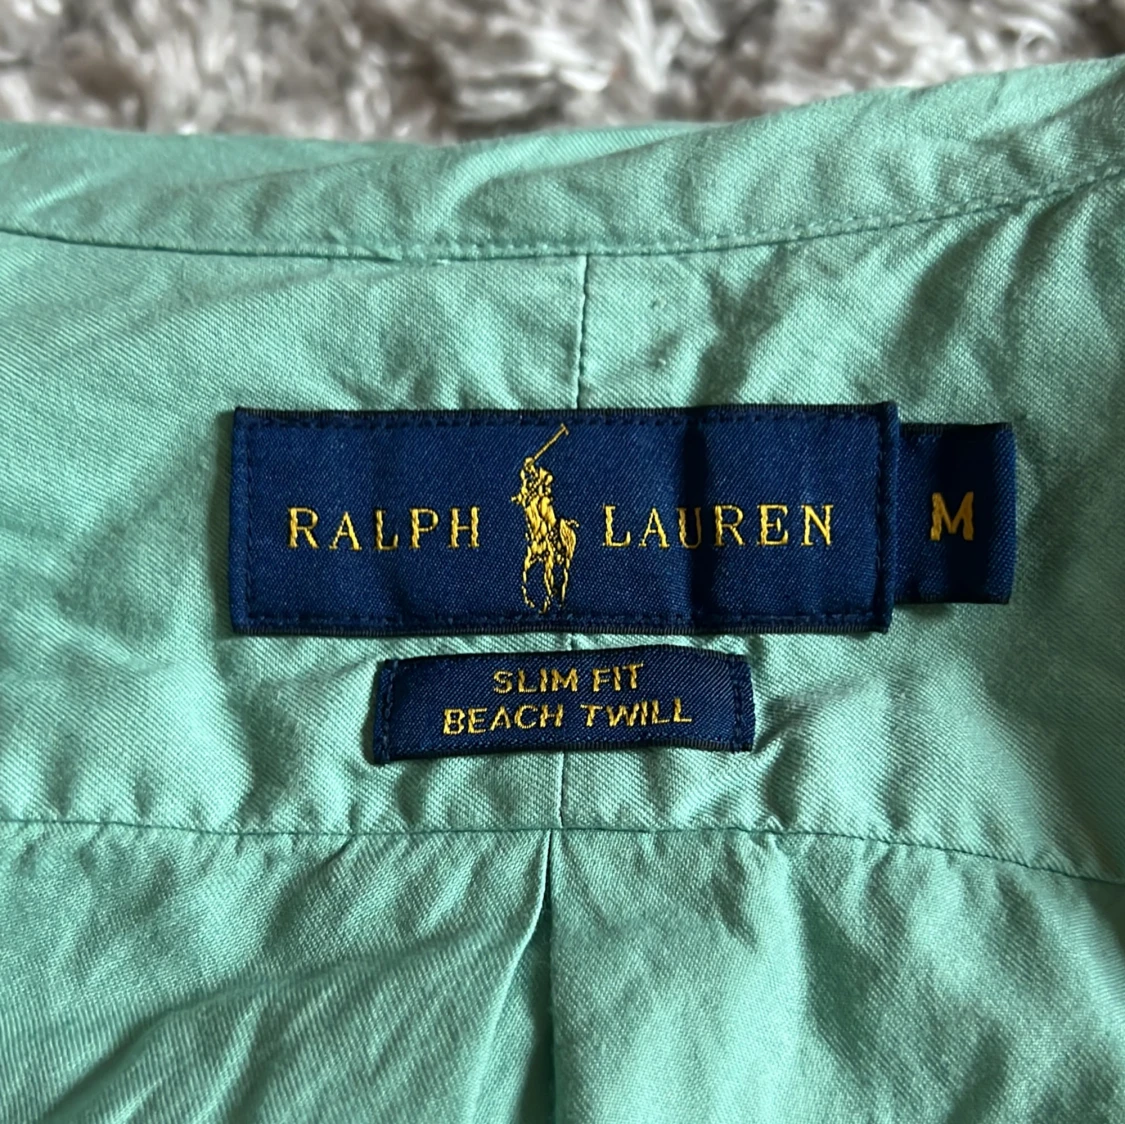 RALPH LAUREN
M
SLIM FIT
BEACH TWILL